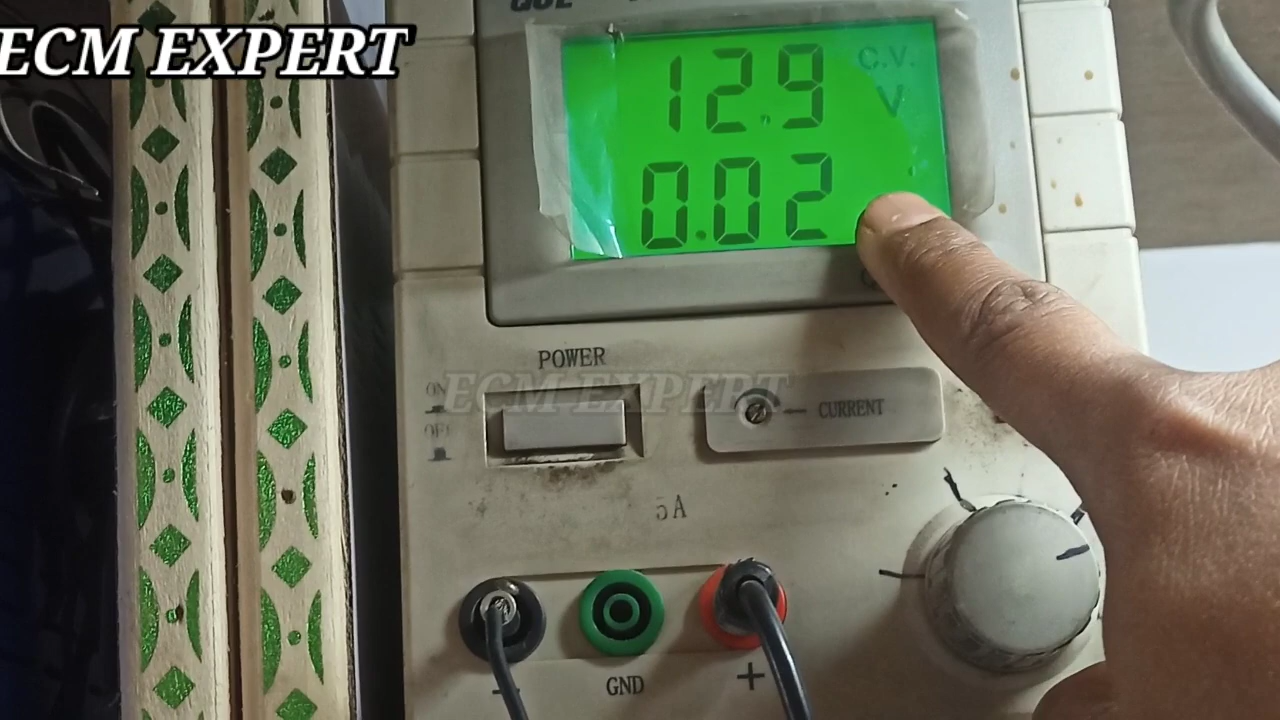 ECM EXPERT
12.9 C.V.
V
0.02
POWER
ON
OFF
ECM EXPERT
CURRENT
5A
GND
- +